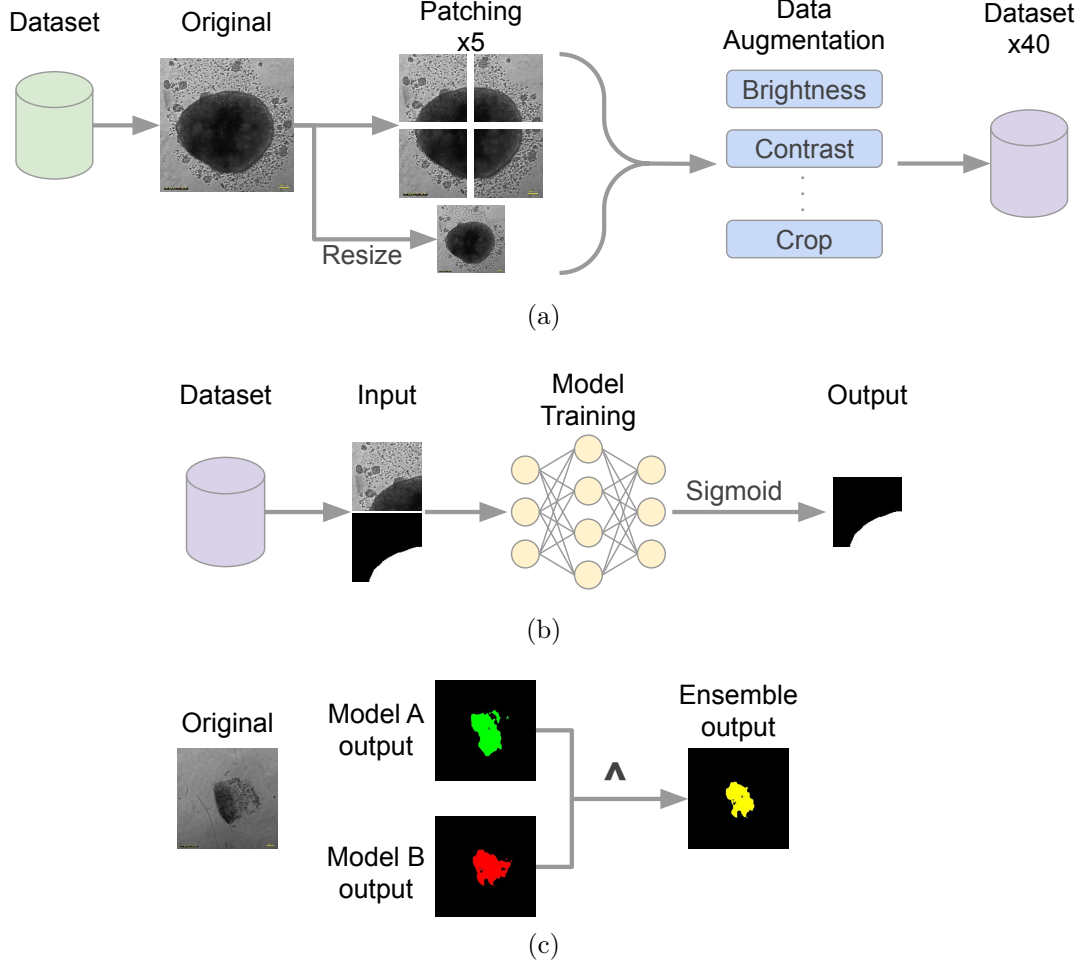 Dataset
Original
Patching
x5
Data
Augmentation
Dataset
x40
Brightness
Contrast
Crop
Resize
(a)
Dataset
Input
Model
Training
Output
Sigmoid
(b)
Original
Model A
output
Model B
output
∧
Ensemble
output
(c)